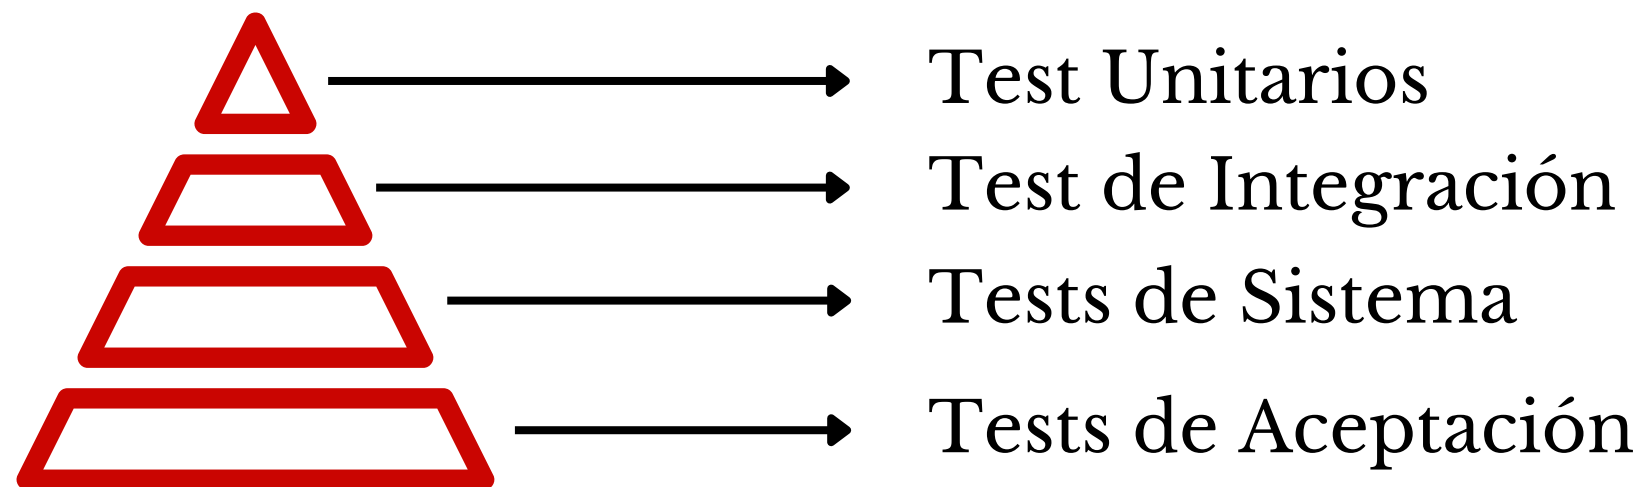 Test Unitarios
Test de Integración
Tests de Sistema
Tests de Aceptación